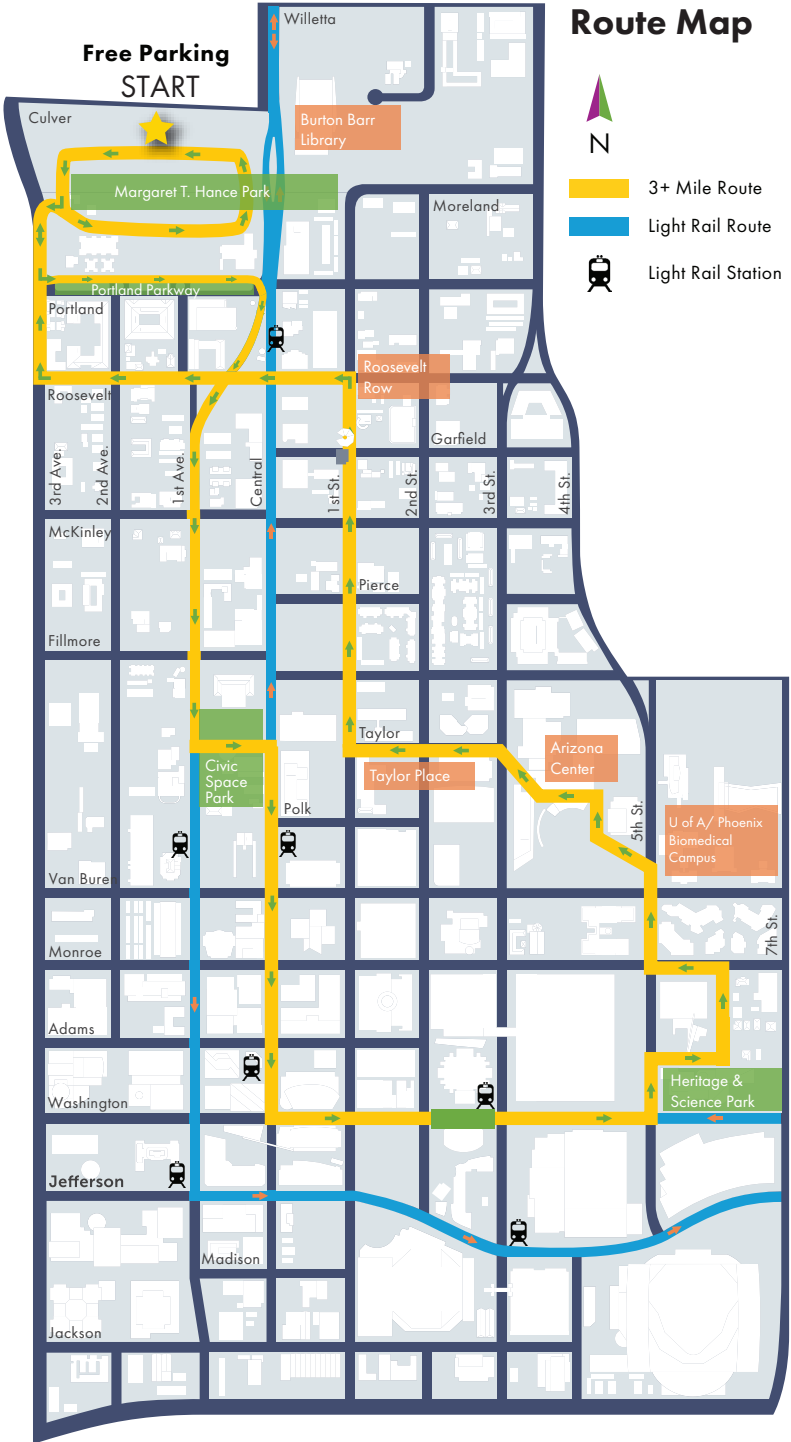 Route Map
Willetta
Free Parking
START
Culver
Burton Barr
Library
N
3+ Mile Route
Margaret T. Hance Park
Moreland
Light Rail Route
Light Rail Station
Portland Parkway
Portland
Roosevelt
Row
Roosevelt
Garfield
3rd Ave.
2nd Ave.
1st Ave.
Central
1st St.
2nd St.
3rd St.
4th St.
McKinley
Pierce
Fillmore
Taylor
Arizona
Center
Civic
Space
Park
Taylor Place
Polk
5th St.
U of A/ Phoenix
Biomedical
Campus
Van Buren
7th St.
Monroe
Adams
Heritage &
Science Park
Washington
Jefferson
Madison
Jackson